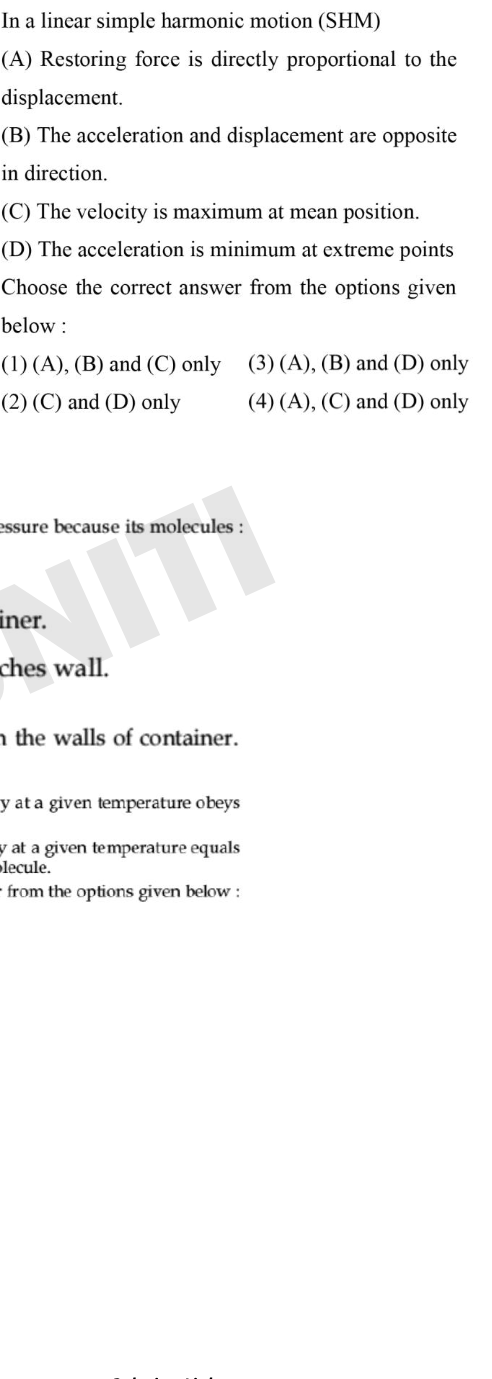 In a linear simple harmonic motion (SHM)
(A) Restoring force is directly proportional to the
displacement.
(B) The acceleration and displacement are opposite
in direction.
(C) The velocity is maximum at mean position.
(D) The acceleration is minimum at extreme points
Choose the correct answer from the options given
below :
(1) (A), (B) and (C) only (3) (A), (B) and (D) only
(2) (C) and (D) only (4) (A), (C) and (D) only
essure because its molecules :
NITI
iner.
ches wall.
the walls of container.
y at a given temperature obeys
y at a given temperature equals
lecule.
from the options given below :